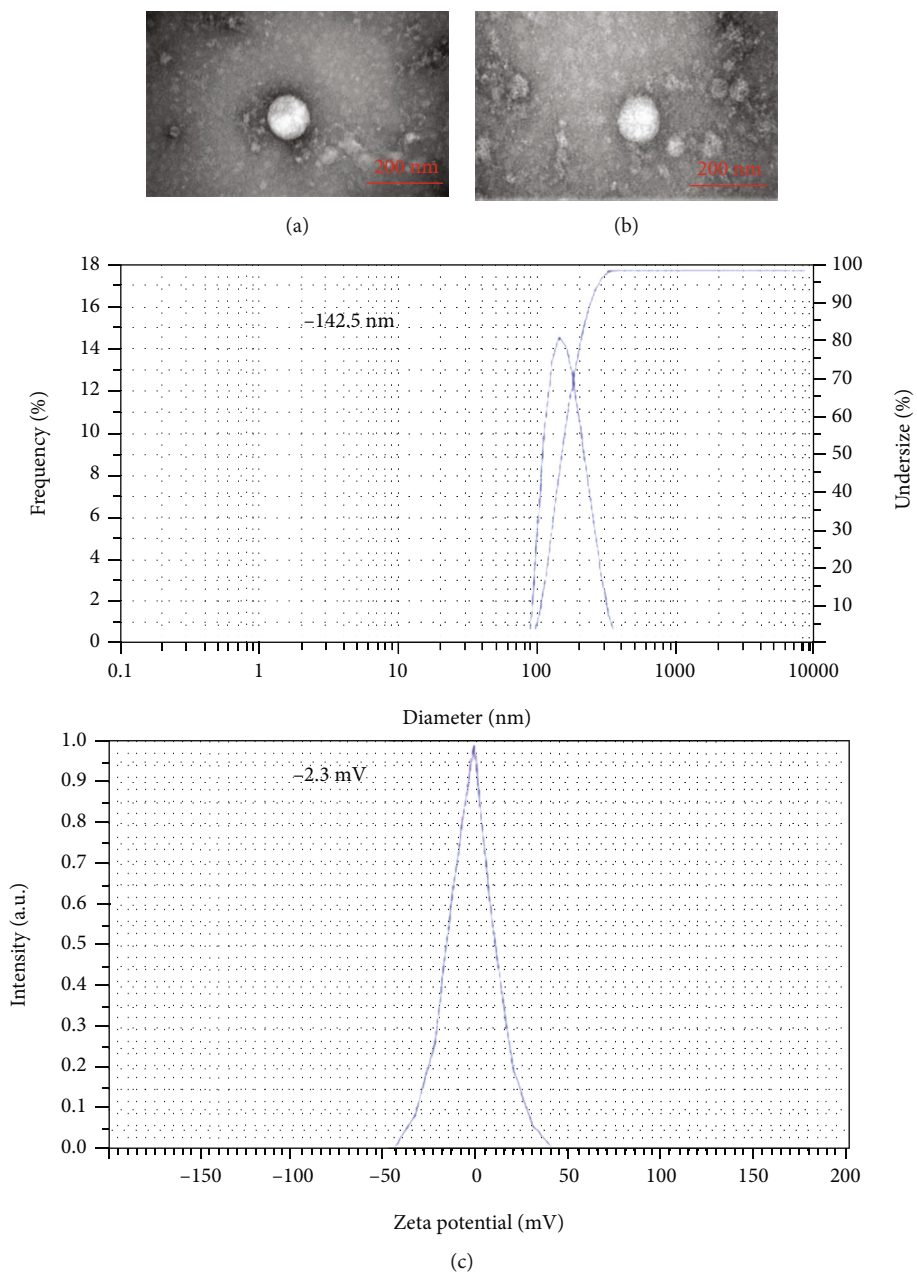 200 nm
200 nm
(a)
(b)
18
16
14
12
10
8
6
4
2
0
Frequency (%)
–142.5 nm
100
90
80
70
60
50
40
30
20
10
Undersize (%)
0.1 1 10 100 1000 10000
Diameter (nm)
1.0
0.9
0.8
0.7
0.6
0.5
0.4
0.3
0.2
0.1
0.0
Intensity (a.u.)
–2.3 mV
–150 –100 –50 0 50 100 150 200
Zeta potential (mV)
(c)